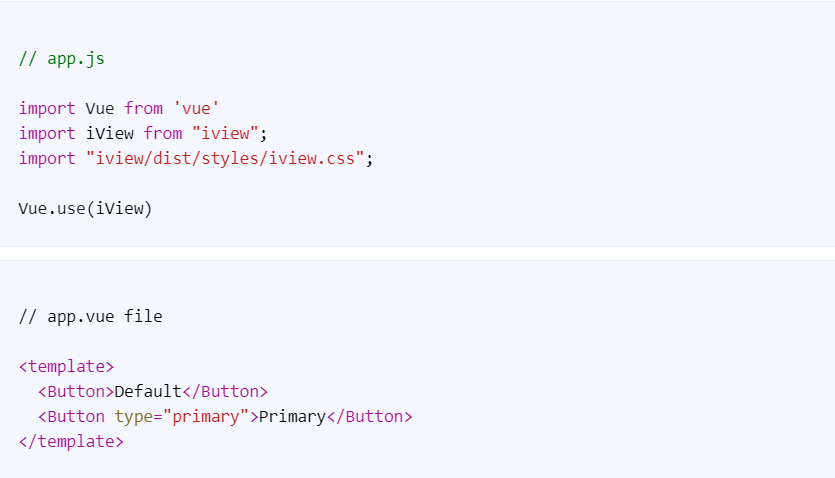 // app.js
import Vue from 'vue'
import iView from "iview";
import "iview/dist/styles/iview.css";
Vue.use(iView)
// app.vue file
<template>
  <Button>Default</Button>
  <Button type="primary">Primary</Button>
</template>